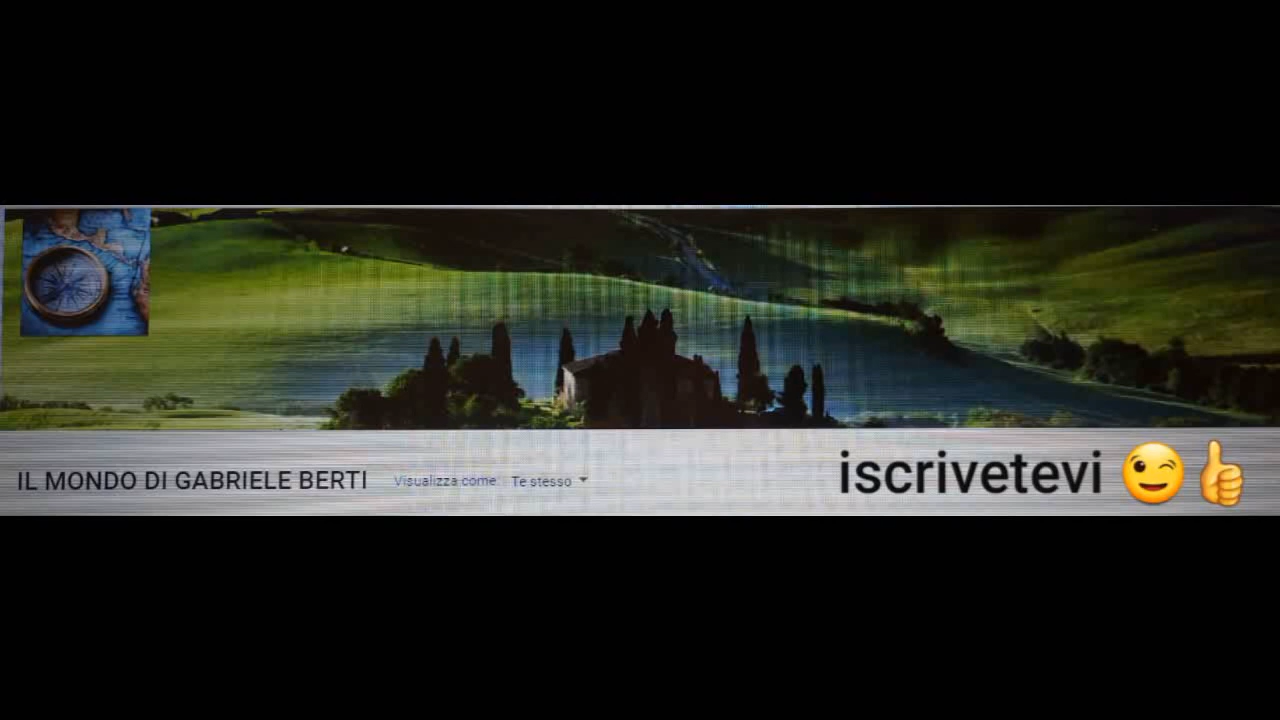 IL MONDO DI GABRIELE BERTI Visualizza come: Te stesso iscrivetevi 😉👍